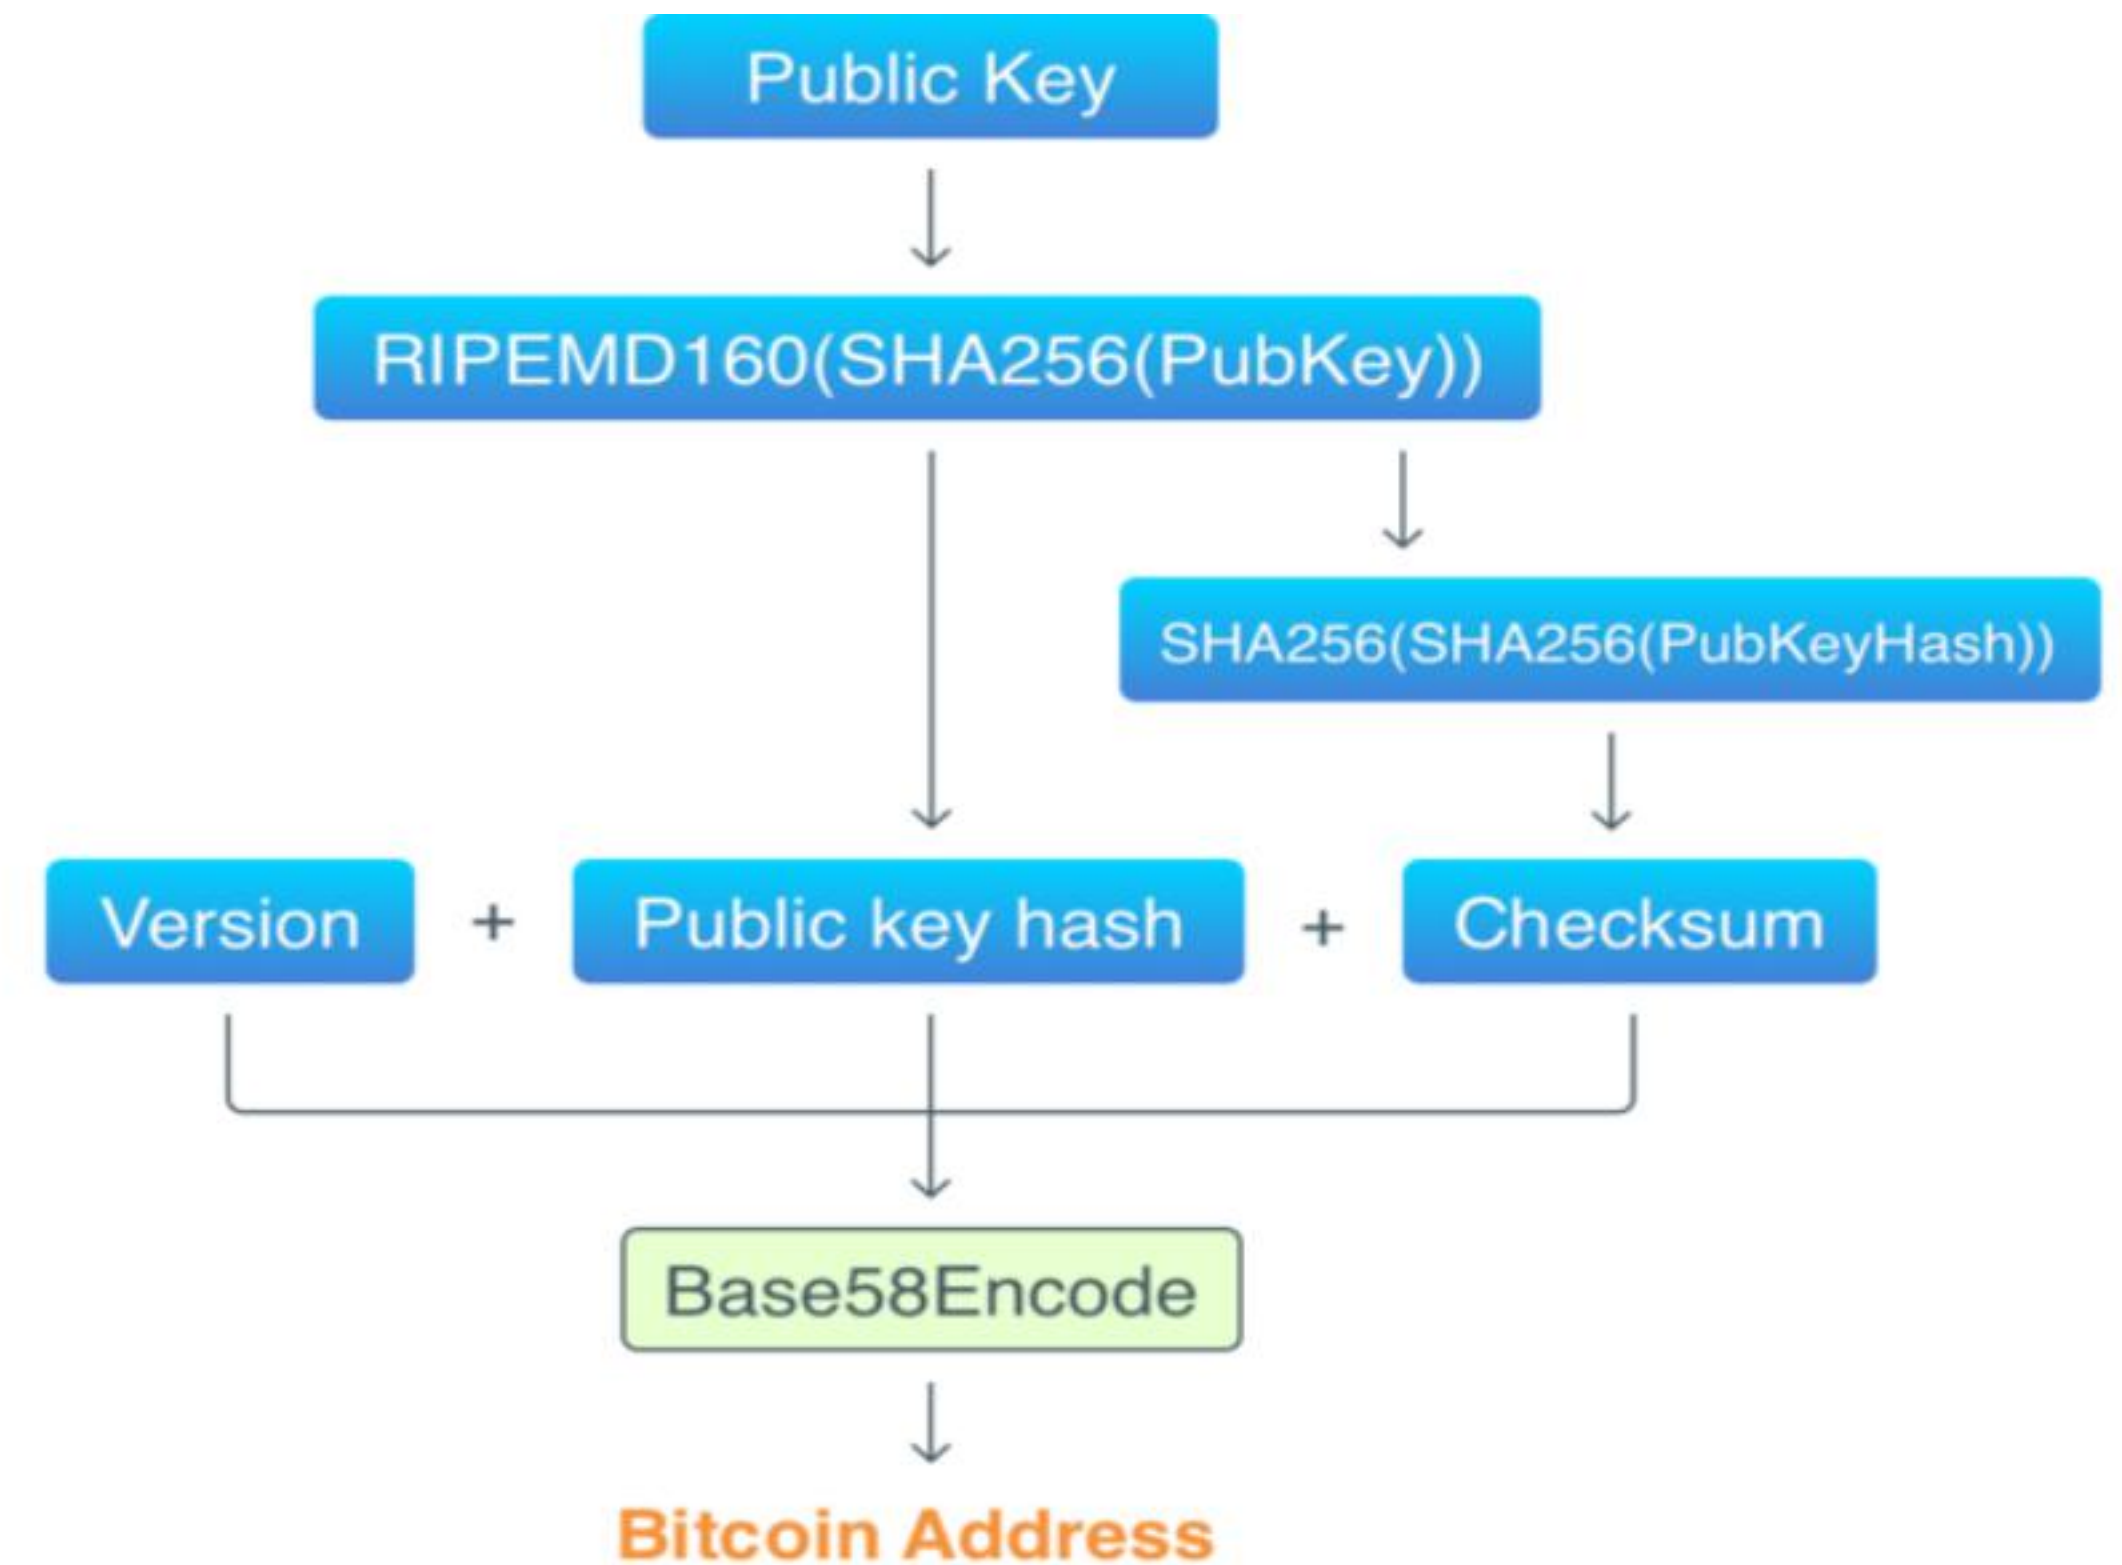 Public Key
RIPEMD160(SHA256(PubKey))
SHA256(SHA256(PubKeyHash))
Version + Public key hash + Checksum
Base58Encode
Bitcoin Address